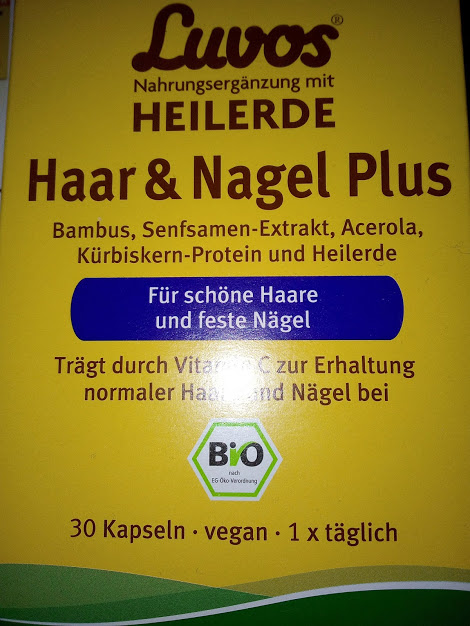 Luvos®
Nahrungsergänzung mit
HEILERDE
Haar & Nagel Plus
Bambus, Senfsamen-Extrakt, Acerola,
Kürbiskern-Protein und Heilerde
Für schöne Haare
und feste Nägel
Trägt durch Vitamin C zur Erhaltung
normaler Haare und Nägel bei
BiO
nach
EG-Öko-Verordnung
30 Kapseln · vegan · 1 x täglich